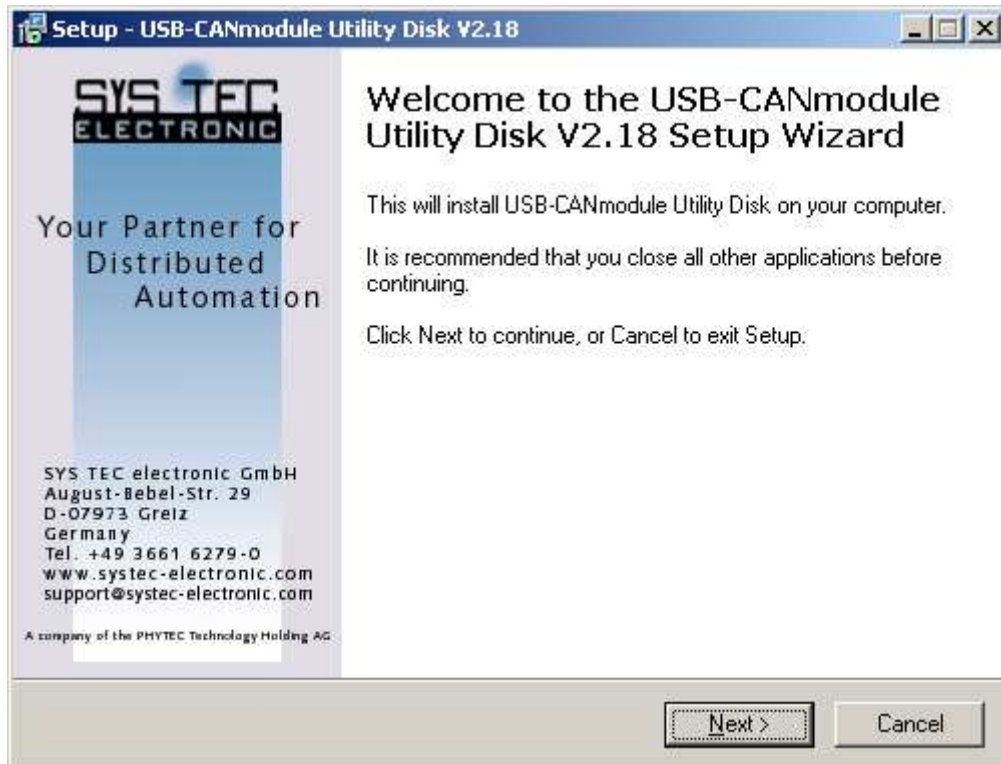 Setup - USB-CANmodule Utility Disk V2.18
SYS TEC
ELECTRONIC
Your Partner for
Distributed
Automation
SYS TEC electronic GmbH
August-Bebel-Str. 29
D-07973 Greiz
Germany
Tel. +49 3661 6279-0
www.systec-electronic.com
support@systec-electronic.com
A company of the PHYTEC Technology Holding AG
Welcome to the USB-CANmodule
Utility Disk V2.18 Setup Wizard
This will install USB-CANmodule Utility Disk on your computer.
It is recommended that you close all other applications before
continuing.
Click Next to continue, or Cancel to exit Setup.
Next >
Cancel